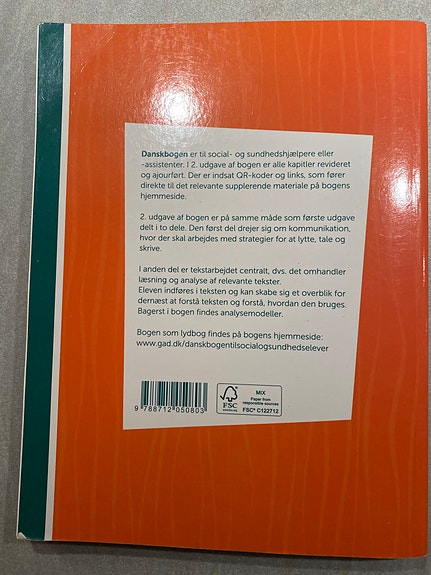 Danskbogen er til social- og sundhedshjælpere eller
-assistenter. I 2. udgave af bogen er alle kapitler revideret
og ajourført. Der er indsat QR-koder og links, som fører
direkte til det relevante supplerende materiale på bogens
hjemmeside.
2. udgave af bogen er på samme måde som første udgave
delt i to dele. Den først del drejer sig om kommunikation,
hvor der skal arbejdes med strategier for at lytte, tale og
skrive.
I anden del er tekstarbejdet centralt, dvs. det omhandler
læsning og analyse af relevante tekster.
Eleven indføres i teksten og kan skabe sig et overblik for
dernæst at forstå teksten og forstå, hvordan den bruges.
Bagerst i bogen findes analysemodeller.
Bogen som lydbog findes på bogens hjemmeside:
www.gad.dk/danskbogentilsocialogsundhedselever
9 788712 050803
FSC
MIX
Paper from
responsible sources
FSC® C122712